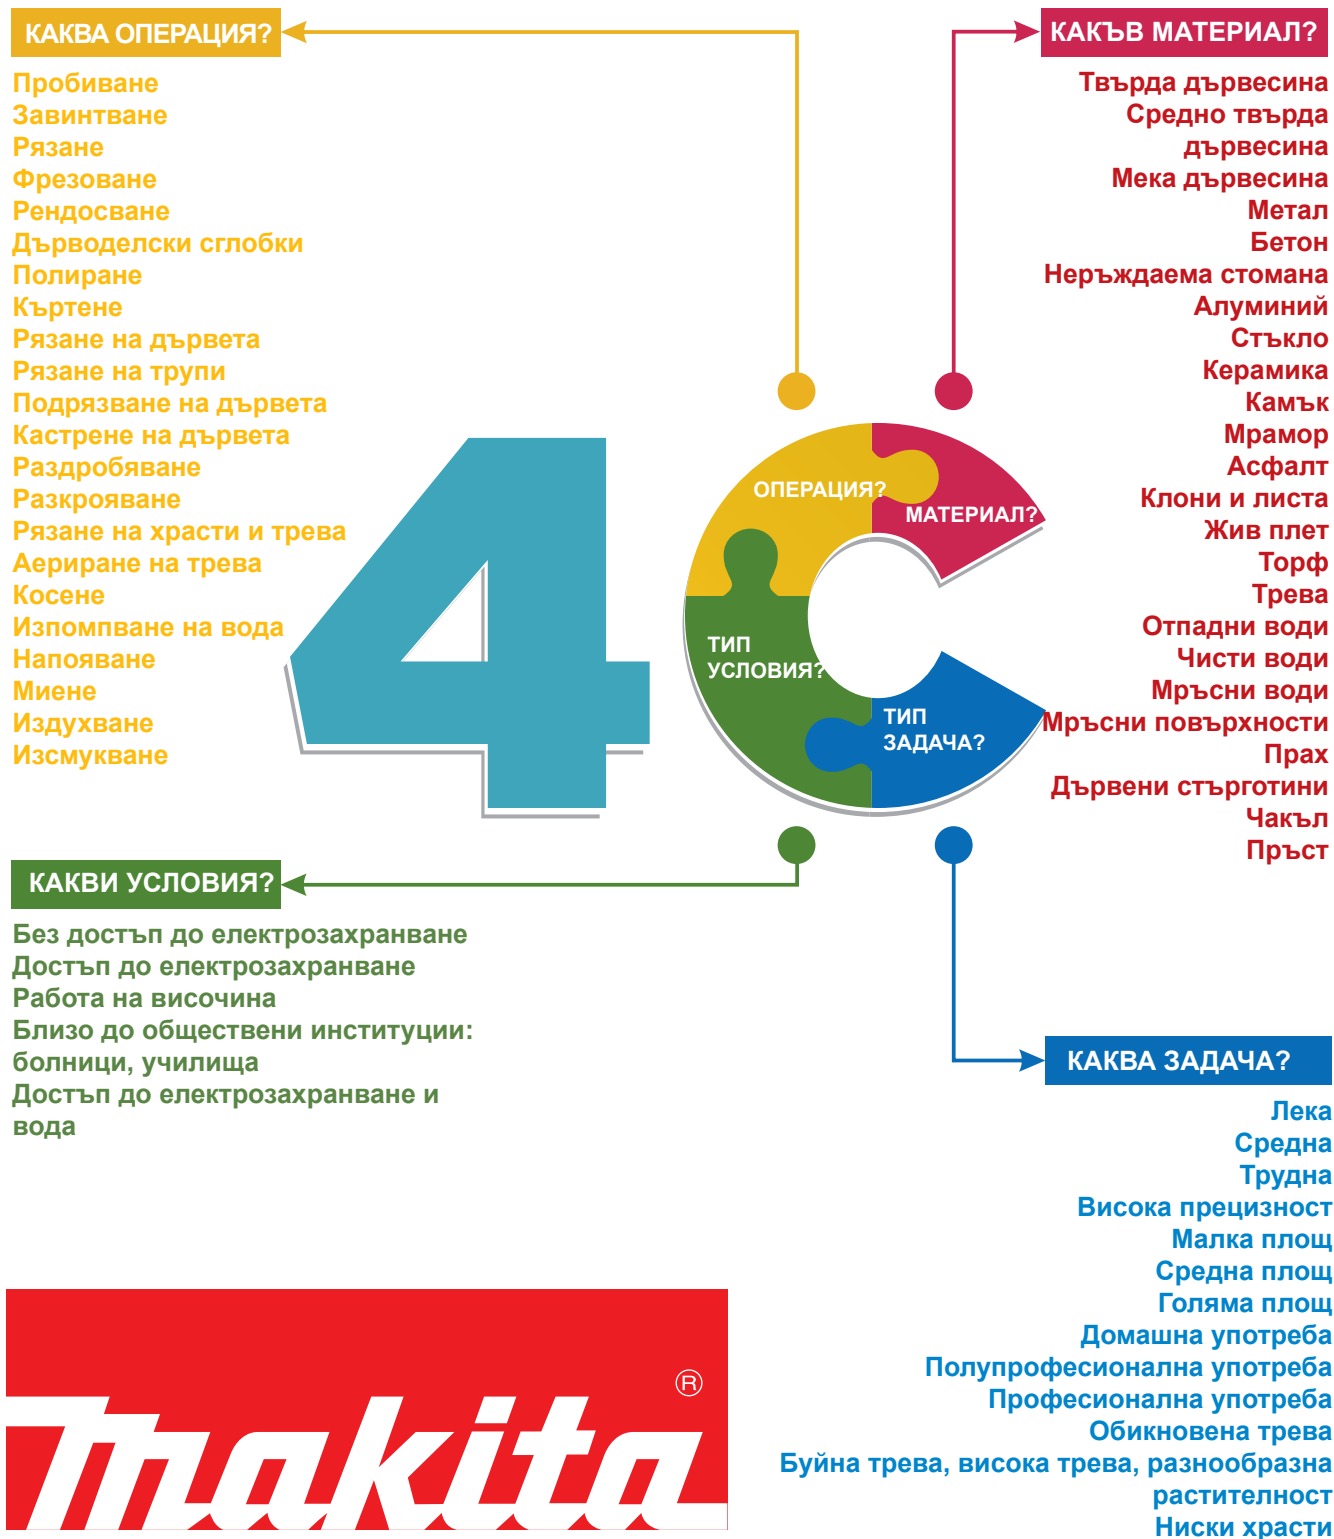 КАКВА ОПЕРАЦИЯ?
Пробиване
Завинтване
Рязане
Фрезоване
Рендосване
Дърводелски сглобки
Полиране
Къртене
Рязане на дървета
Рязане на трупи
Подрязване на дървета
Кастрене на дървета
Раздробяване
Разкрояване
Рязане на храсти и трева
Аериране на трева
Косене
Изпомпване на вода
Напояване
Миене
Издухване
Изсмукване
КАКЪВ МАТЕРИАЛ?
Твърда дървесина
Средно твърда
дървесина
Мека дървесина
Метал
Бетон
Неръждаема стомана
Алуминий
Стъкло
Керамика
Камък
Мрамор
Асфалт
Клони и листа
Жив плет
Торф
Трева
Отпадни води
Чисти води
Мръсни води
Мръсни повърхности
Прах
Дървени стърготини
Чакъл
Пръст
4C
ОПЕРАЦИЯ?
МАТЕРИАЛ?
ТИП
УСЛОВИЯ?
ТИП
ЗАДАЧА?
КАКВИ УСЛОВИЯ?
Без достъп до електрозахранване
Достъп до електрозахранване
Работа на височина
Близо до обществени институции:
болници, училища
Достъп до електрозахранване и
вода
КАКВА ЗАДАЧА?
Лека
Средна
Трудна
Висока прецизност
Малка площ
Средна площ
Голяма площ
Домашна употреба
Полупрофесионална употреба
Професионална употреба
Обикновена трева
Буйна трева, висока трева, разнообразна
растителност
Ниски храсти
makita®